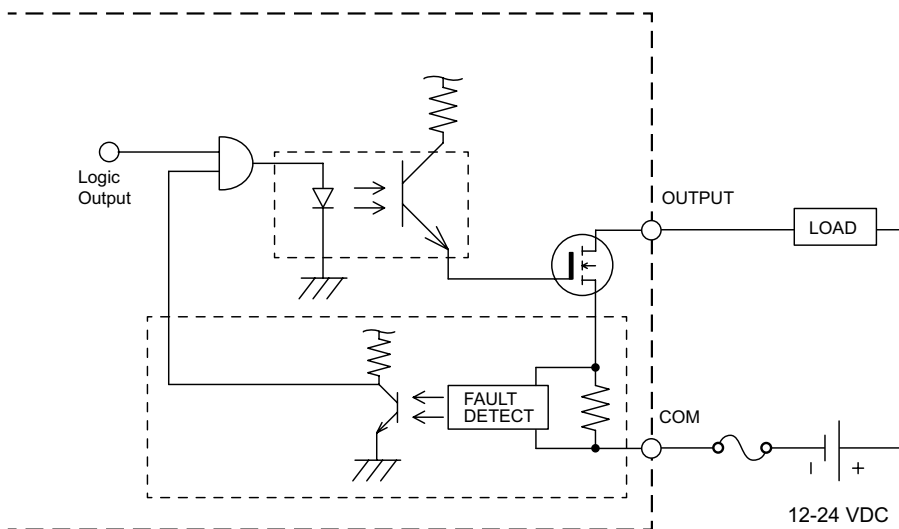 Logic
Output
OUTPUT
LOAD
FAULT
DETECT
COM
- +
12-24 VDC